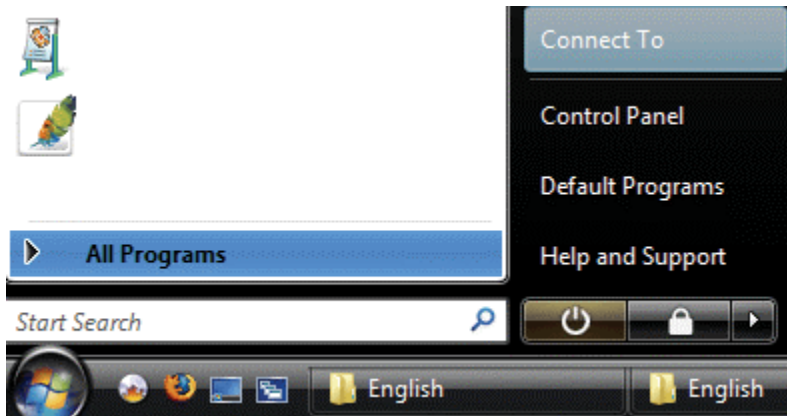 Connect To
Control Panel
Default Programs
All Programs
Help and Support
Start Search
English
English